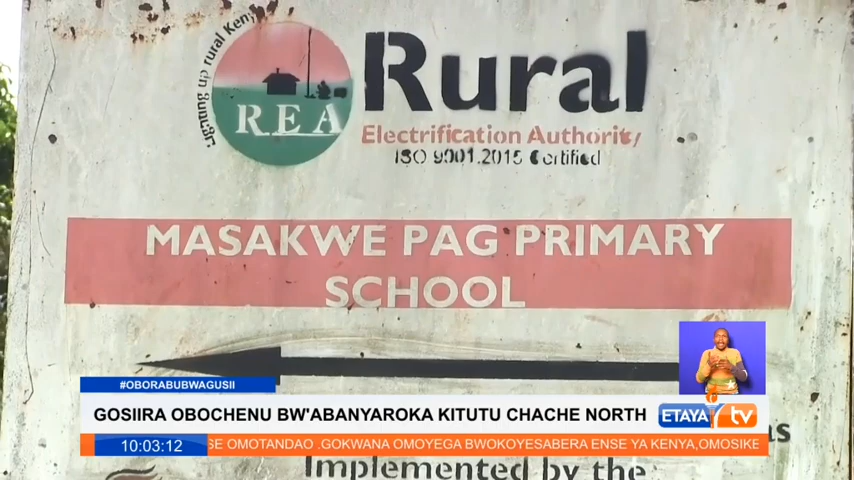 Lighting up rural Kenya
REA
Rural
Electrification Authority
ISO 9001:2015 Certified
MASAKWE PAG PRIMARY
SCHOOL
#OBORABUBWAGUSII
GOSIIRA OBOCHENU BW'ABANYAROKA KITUTU CHACHE NORTH
ETAYA tv
10:03:12
SE OMOTANDAO ,GOKWANA OMOYEGA BWOKOYESABERA ENSE YA KENYA,OMOSIKE
Implemented by the